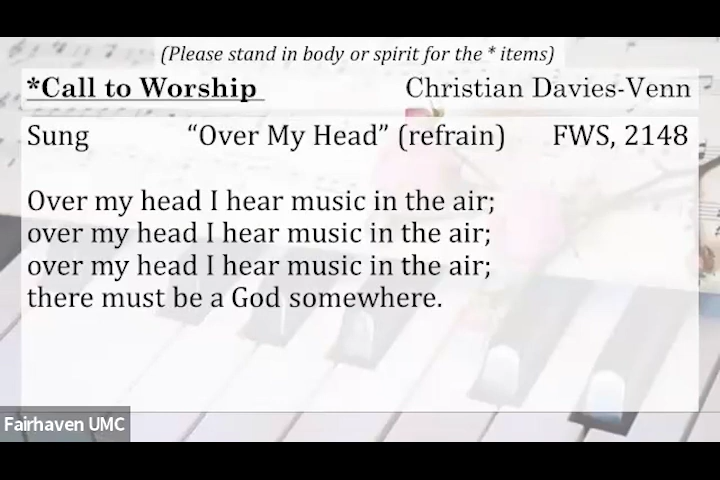 (Please stand in body or spirit for the * items)
*Call to Worship Christian Davies-Venn
Sung “Over My Head” (refrain) FWS, 2148
Over my head I hear music in the air;
over my head I hear music in the air;
over my head I hear music in the air;
there must be a God somewhere.
Fairhaven UMC